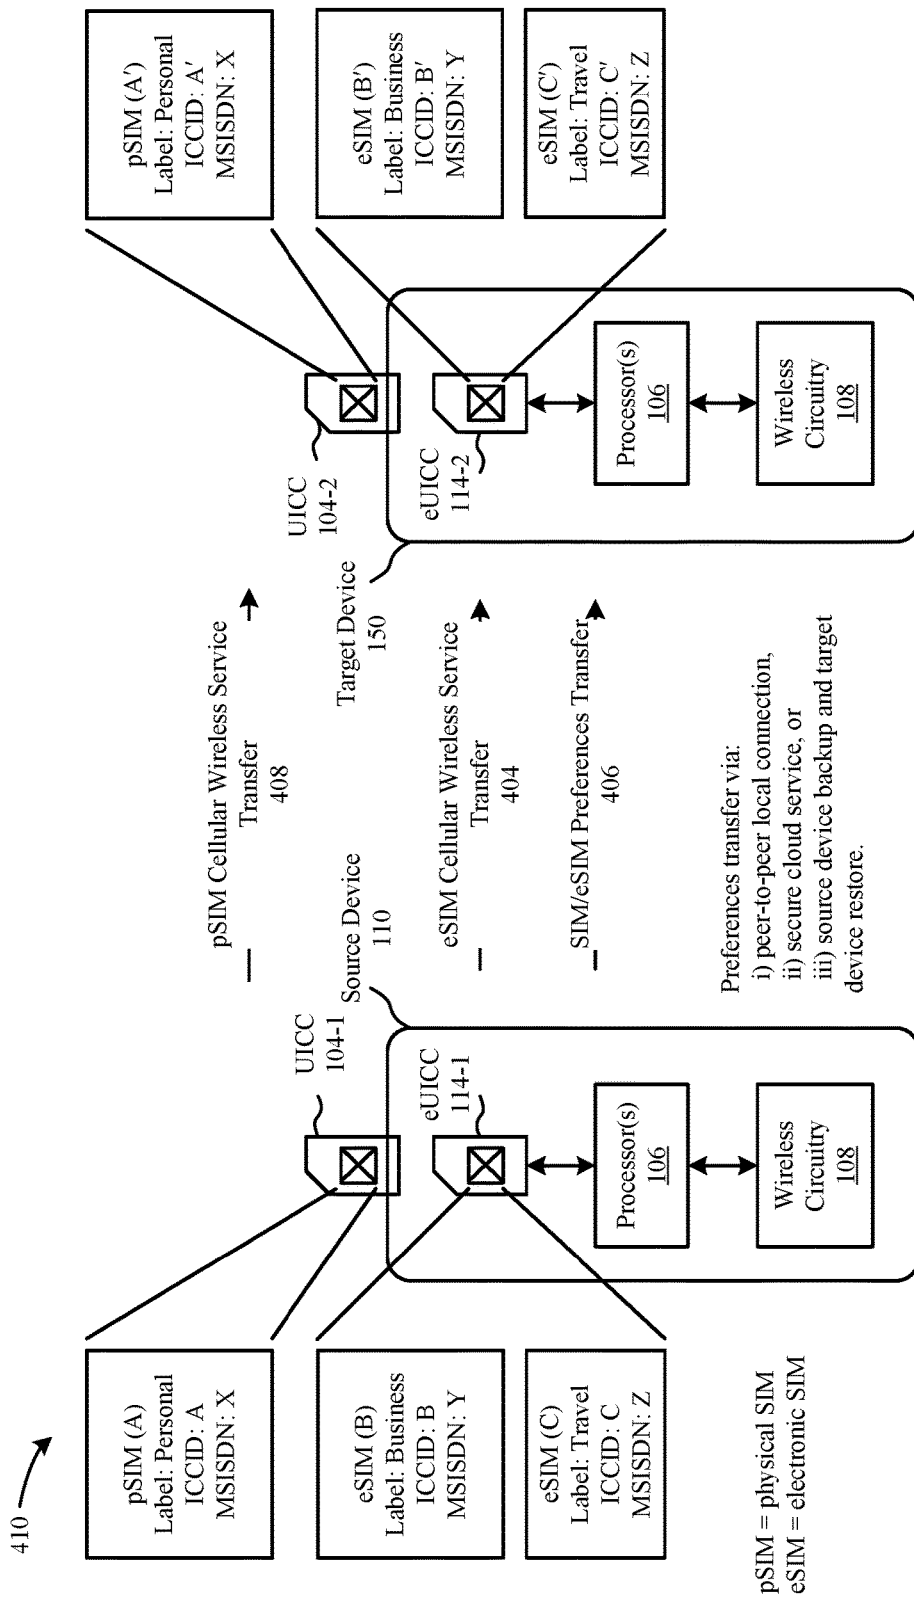 410
pSIM (A)
Label: Personal
ICCID: A
MSISDN: X
eSIM (B)
Label: Business
ICCID: B
MSISDN: Y
eSIM (C)
Label: Travel
ICCID: C
MSISDN: Z
pSIM = physical SIM
eSIM = electronic SIM
UICC
104-1
Source Device
110
eUICC
114-1
Processor(s)
106
Wireless
Circuitry
108
pSIM Cellular Wireless Service
Transfer
408
eSIM Cellular Wireless Service
Transfer
404
SIM/eSIM Preferences Transfer
406
Preferences transfer via:
i) peer-to-peer local connection,
ii) secure cloud service, or
iii) source device backup and target
device restore.
UICC
104-2
Target Device
150
eUICC
114-2
Processor(s)
106
Wireless
Circuitry
108
pSIM (A')
Label: Personal
ICCID: A'
MSISDN: X
eSIM (B')
Label: Business
ICCID: B'
MSISDN: Y
eSIM (C')
Label: Travel
ICCID: C'
MSISDN: Z